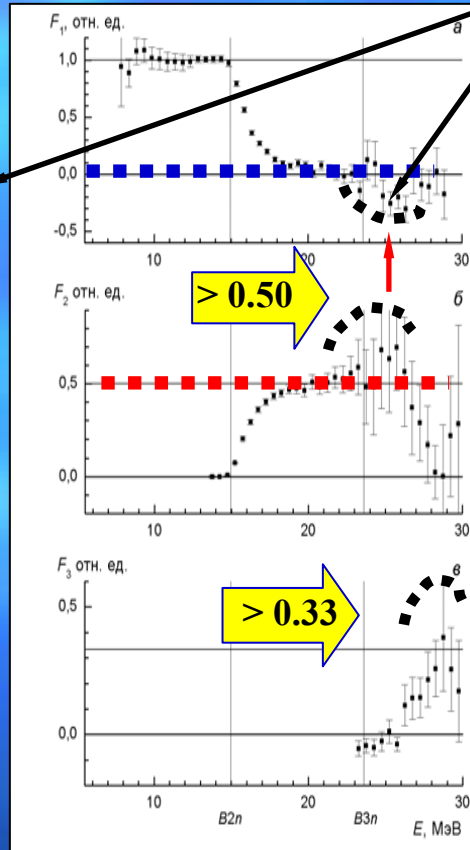 F₁, отн. ед.
а
1,0
0,5
0,0
-0,5
10
20
30
> 0.50
F₂ отн. ед.
б
0,5
0,0
10
20
30
F₃ отн. ед.
в
> 0.33
0,5
0,0
10
20
30
B2n
B3n
E, МэВ